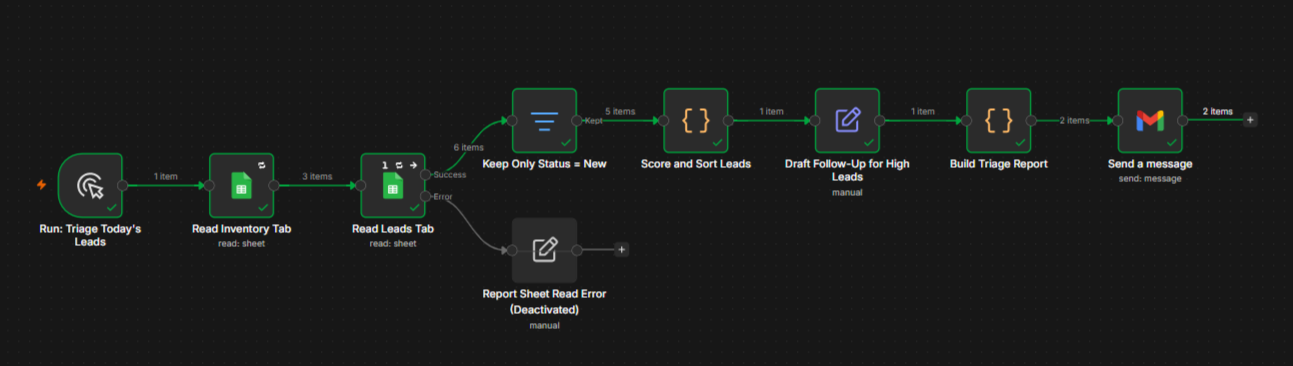 1 item
Run: Triage Today's
Leads
3 items
Read Inventory Tab
read: sheet
1
Success
Error
Read Leads Tab
read: sheet
6 items
Kept
5 items
Keep Only Status = New
1 item
Score and Sort Leads
1 item
Draft Follow-Up for High
Leads
manual
2 items
Build Triage Report
2 items
Send a message
send: message
Report Sheet Read Error
(Deactivated)
manual